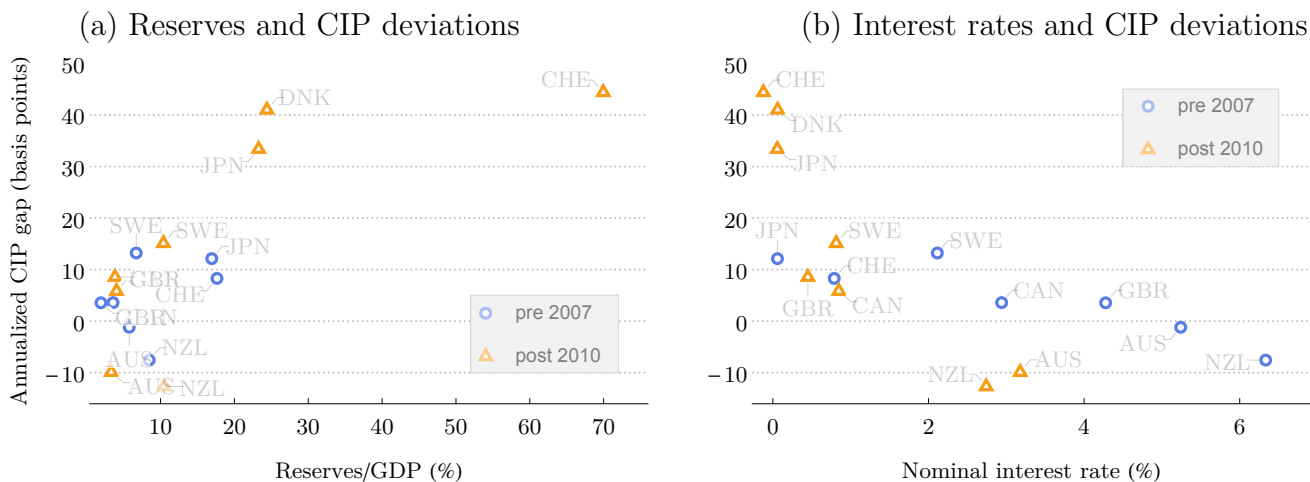 (a) Reserves and CIP deviations
Annualized CIP gap (basis points)
50
40
30
20
10
0
−10
CHE
DNK
JPN
SWE
SWE
JPN
GBR
CHE
GBR
AUS
NZL
AUS
NZL
pre 2007
post 2010
10 20 30 40 50 60 70
Reserves/GDP (%)
(b) Interest rates and CIP deviations
50
40
30
20
10
0
−10
CHE
DNK
JPN
JPN
SWE
SWE
CHE
GBR
CAN
CAN
GBR
AUS
NZL
AUS
NZL
pre 2007
post 2010
0 2 4 6
Nominal interest rate (%)